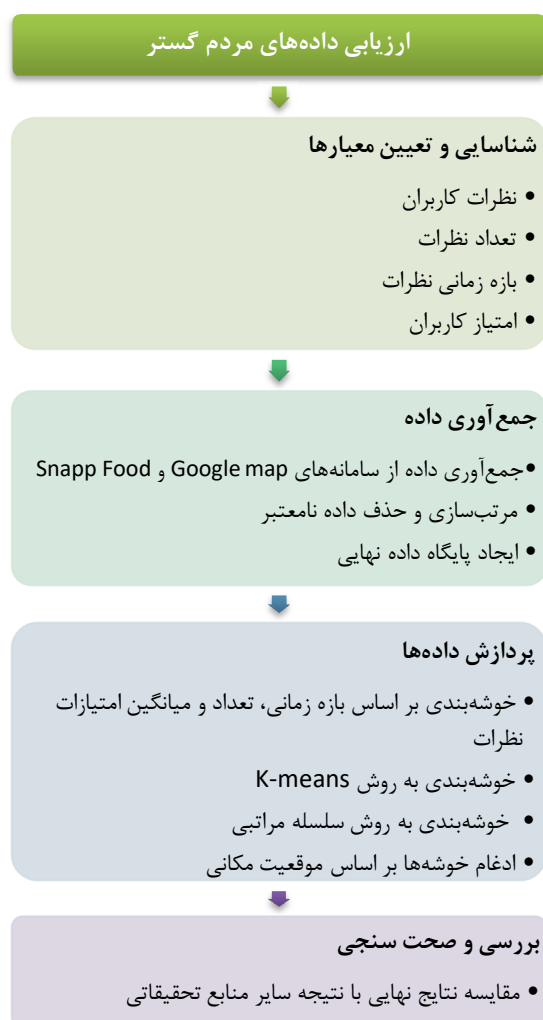 ارزیابی داده‌های مردم گستر
شناسایی و تعیین معیارها
• نظرات کاربران
• تعداد نظرات
• بازه زمانی نظرات
• امتیاز کاربران
جمع‌آوری داده
•جمع‌آوری داده از سامانه‌های Google map و Snapp Food
• مرتب‌سازی و حذف داده نامعتبر
• ایجاد پایگاه داده نهایی
پردازش داده‌ها
• خوشه‌بندی بر اساس بازه زمانی، تعداد و میانگین امتیازات
نظرات
• خوشه‌بندی به روش K-means
• خوشه‌بندی به روش سلسله مراتبی
• ادغام خوشه‌ها بر اساس موقعیت مکانی
بررسی و صحت سنجی
• مقایسه نتایج نهایی با نتیجه سایر منابع تحقیقاتی